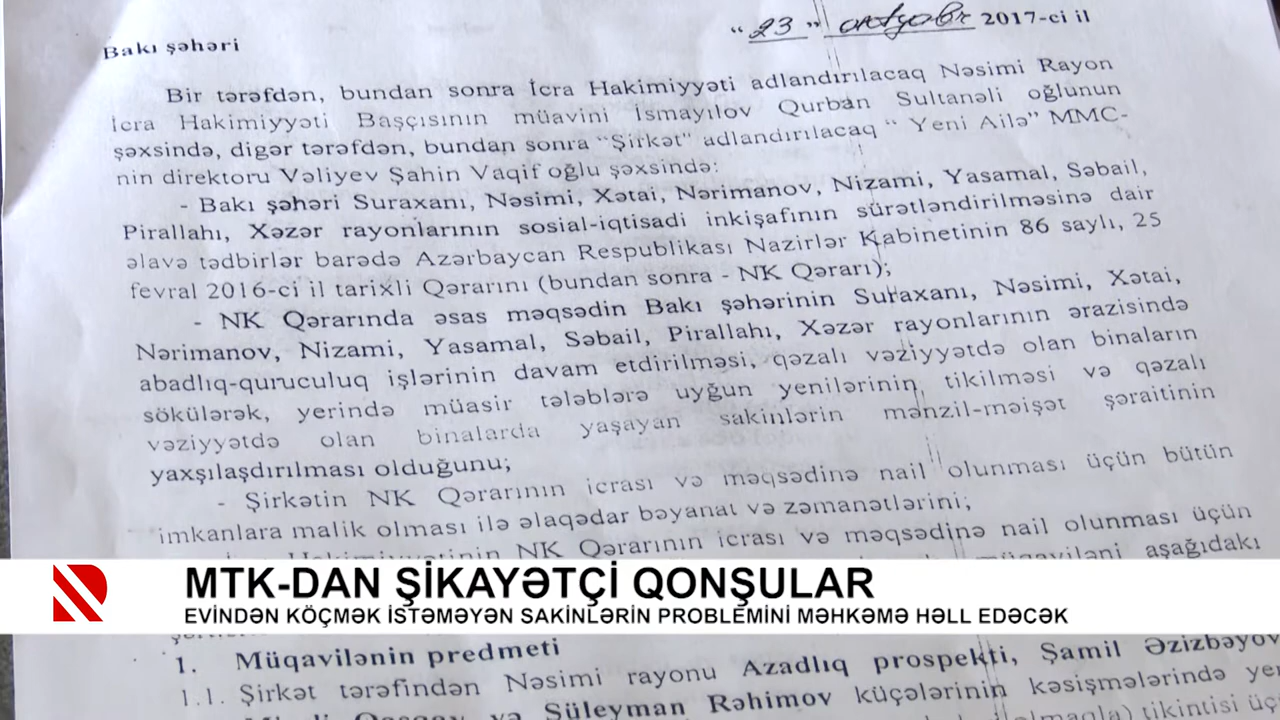 Bakı şəhəri
“ 23 ” oktyabr 2017-ci il
Bir tərəfdən, bundan sonra İcra Hakimiyyəti adlandırılacaq Nəsimi Rayon
İcra Hakimiyyəti Başçısının müavini İsmayılov Qurban Sultanəli oğlunun
şəxsində, digər tərəfdən, bundan sonra “Şirkət” adlandırılacaq “ Yeni Ailə” MMC-
nin direktoru Vəliyev Şahin Vaqif oğlu şəxsində:
- Bakı şəhəri Suraxanı, Nəsimi, Xətai, Nərimanov, Nizami, Yasamal, Səbail,
Pirallahı, Xəzər rayonlarının sosial-iqtisadi inkişafının sürətləndirilməsinə dair
əlavə tədbirlər barədə Azərbaycan Respublikası Nazirlər Kabinetinin 86 saylı, 25
fevral 2016-ci il tarixli Qərarını (bundan sonra - NK Qərarı);
- NK Qərarında əsas məqsədin Bakı şəhərinin Suraxanı, Nəsimi, Xətai,
Nərimanov, Nizami, Yasamal, Səbail, Pirallahı, Xəzər rayonlarının ərazisində
abadlıq-quruculuq işlərinin davam etdirilməsi, qəzalı vəziyyətdə olan binaların
sökülərək, yerində müasir tələblərə uyğun yenilərinin tikilməsi və qəzalı
vəziyyətdə olan binalarda yaşayan sakinlərin mənzil-məişət şəraitinin
yaxşılaşdırılması olduğunu;
- Şirkətin NK Qərarının icrası və məqsədinə nail olunması üçün bütün
imkanlara malik olması ilə əlaqədar bəyanat və zəmanətlərini;
Hakimiyyətinin NK Qərarının icrası və məqsədinə nail olunması üçün
müqaviləni aşağıdakı
MTK-DAN ŞİKAYƏTÇİ QONŞULAR
EVİNDƏN KÖÇMƏK İSTƏMƏYƏN SAKİNLƏRİN PROBLEMİNİ MƏHKƏMƏ HƏLL EDƏCƏK
1. Müqavilənin predmeti
1.1. Şirkət tərəfindən Nəsimi rayonu Azadlıq prospekti, Şamil Əzizbəyov
və Süleyman Rəhimov küçələrinin kəsişmələrində
tikintisi